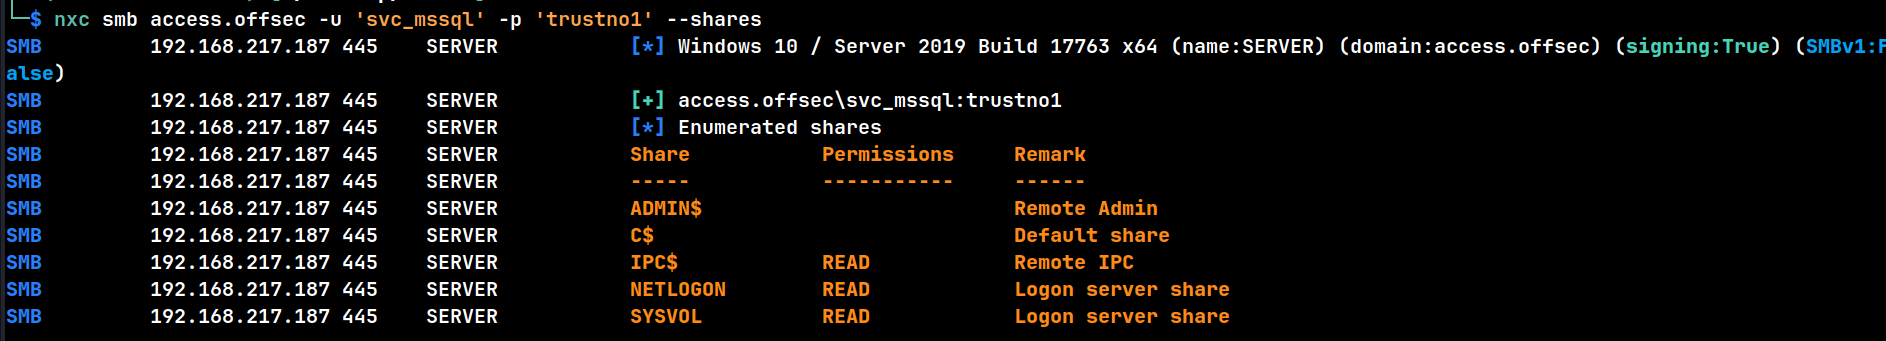 $ nxc smb access.offsec -u 'svc_mssql' -p 'trustno1' --shares
SMB 192.168.217.187 445 SERVER [*] Windows 10 / Server 2019 Build 17763 x64 (name:SERVER) (domain:access.offsec) (signing:True) (SMBv1:F
alse)
SMB 192.168.217.187 445 SERVER [+] access.offsec\svc_mssql:trustno1
SMB 192.168.217.187 445 SERVER [*] Enumerated shares
SMB 192.168.217.187 445 SERVER Share Permissions Remark
SMB 192.168.217.187 445 SERVER ----- ----------- ------
SMB 192.168.217.187 445 SERVER ADMIN$ Remote Admin
SMB 192.168.217.187 445 SERVER C$ Default share
SMB 192.168.217.187 445 SERVER IPC$ READ Remote IPC
SMB 192.168.217.187 445 SERVER NETLOGON READ Logon server share
SMB 192.168.217.187 445 SERVER SYSVOL READ Logon server share